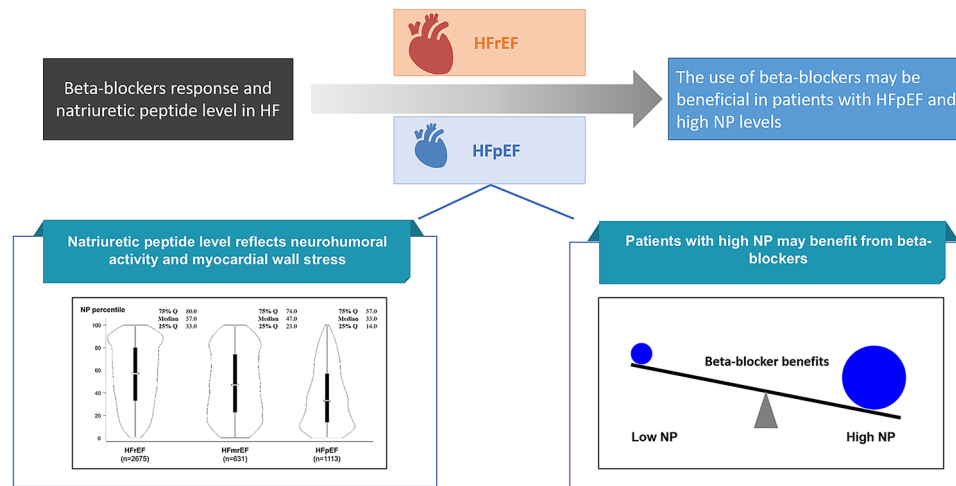 HFrEF
Beta-blockers response and
natriuretic peptide level in HF
The use of beta-blockers may be
beneficial in patients with HFpEF and
high NP levels
HFpEF
Natriuretic peptide level reflects neurohumoral
activity and myocardial wall stress
NP percentile
75% Q 80.0
Median 57.0
25% Q 33.0
75% Q 74.0
Median 47.0
25% Q 23.0
75% Q 57.0
Median 33.0
25% Q 14.0
100
80
60
40
20
0
HFrEF
(n=2675)
HFmrEF
(n=631)
HFpEF
(n=1113)
Patients with high NP may benefit from beta-
blockers
Beta-blocker benefits
Low NP
High NP